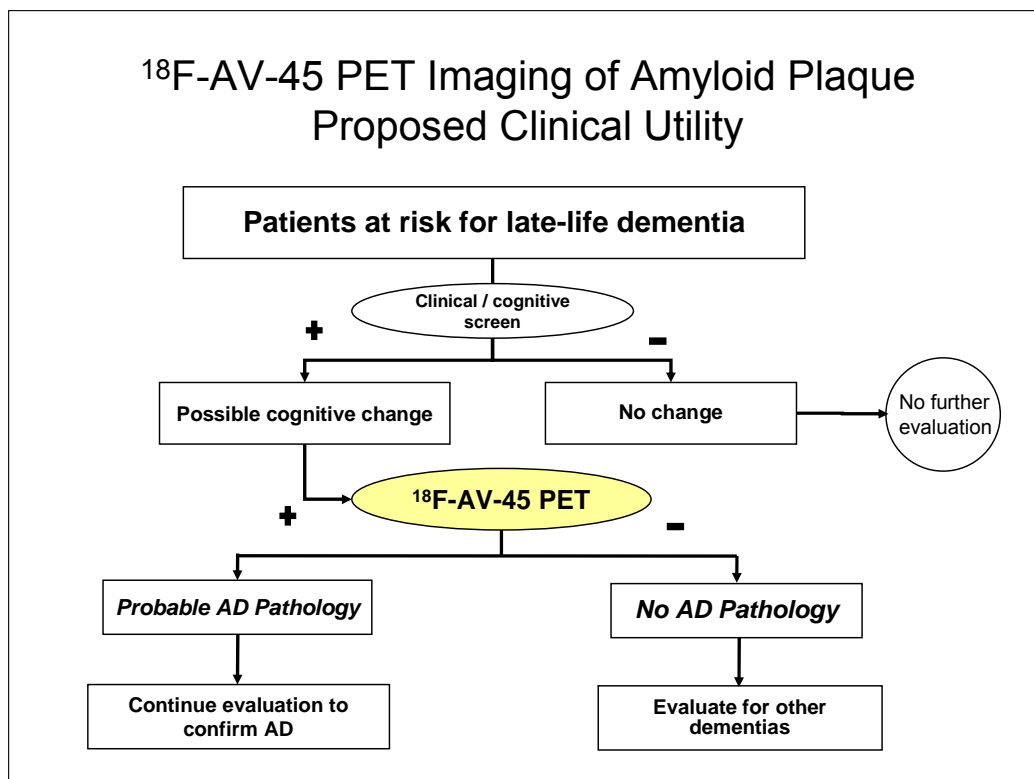 18F-AV-45 PET Imaging of Amyloid Plaque
Proposed Clinical Utility
Patients at risk for late-life dementia
Clinical / cognitive
screen
+
-
Possible cognitive change
No change
No further
evaluation
18F-AV-45 PET
+
-
Probable AD Pathology
No AD Pathology
Continue evaluation to
confirm AD
Evaluate for other
dementias